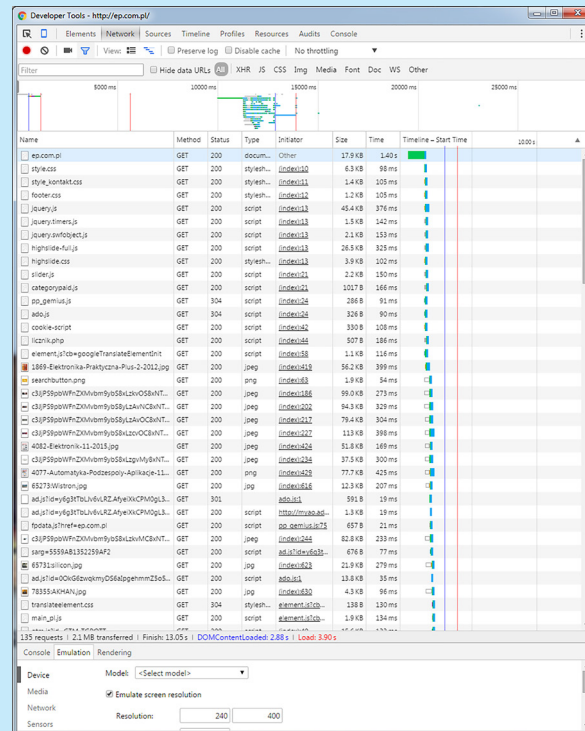 Developer Tools - http://ep.com.pl/
Elements Network Sources Timeline Profiles Resources Audits Console
View: Preserve log Disable cache No throttling
Filter Hide data URLs All XHR JS CSS Img Media Font Doc WS Other
5000 ms 10000 ms 15000 ms 20000 ms 25000 ms
Name Method Status Type Initiator Size Time Timeline – Start Time 10.00 s
ep.com.pl GET 200 docum... Other 17.9 KB 1.40 s
style.css GET 200 stylesh... (index):10 6.3 KB 98 ms
style_kontakt.css GET 200 stylesh... (index):11 1.4 KB 105 ms
footer.css GET 200 stylesh... (index):12 1.2 KB 105 ms
jquery.js GET 200 script (index):13 45.4 KB 376 ms
jquery.timers.js GET 200 script (index):13 1.5 KB 142 ms
jquery.swfobject.js GET 200 script (index):13 2.1 KB 153 ms
highslide-full.js GET 200 script (index):13 26.5 KB 325 ms
highslide.css GET 200 stylesh... (index):13 3.9 KB 102 ms
slider.js GET 200 script (index):21 2.2 KB 150 ms
categorypaid.js GET 200 script (index):21 1017 B 166 ms
pp_gemius.js GET 304 script (index):24 286 B 91 ms
ado.js GET 304 script (index):24 326 B 90 ms
cookie-script GET 200 script (index):42 330 B 108 ms
licznik.php GET 200 script (index):44 507 B 186 ms
element.js?cb=googleTranslateElementInit GET 200 script (index):58 1.1 KB 116 ms
1869-Elektronika-Praktyczna-Plus-2-2012.jpg GET 200 jpeg (index):419 56.2 KB 399 ms
searchbutton.png GET 200 png (index):63 1.9 KB 54 ms
GET 200 jpeg (index):186 99.0 KB 273 ms
GET 200 jpeg (index):202 94.3 KB 329 ms
GET 200 jpeg (index):217 79.4 KB 304 ms
GET 200 jpeg (index):227 113 KB 398 ms
4082-Elektronik-11-2015.jpg GET 200 jpeg (index):424 51.8 KB 169 ms
GET 200 jpeg (index):234 37.5 KB 300 ms
4077-Automatyka-Podzespoly-Aplikacje-11... GET 200 png (index):429 77.7 KB 425 ms
65273:Wistron.jpg GET 200 jpg (index):616 12.3 KB 207 ms
GET 301 ado.js:1 591 B 19 ms
GET 200 script 1.3 KB 19 ms
fpdata.js?href=ep.com.pl GET 200 script pp_gemius.js:75 657 B 21 ms
GET 200 jpeg (index):244 82.8 KB 233 ms
sarg=5559AB1352259AF2 GET 200 script 676 B 77 ms
65731:silicon.jpg GET 200 jpg (index):623 21.9 KB 279 ms
GET 200 script ado.js:1 13.8 KB 35 ms
78355:AKHAN.jpg GET 200 jpg (index):630 4.3 KB 96 ms
translateelement.css GET 304 stylesh... element.js?cb... 138 B 130 ms
main_pl.js GET 200 script element.js?cb... 1.9 KB 134 ms
135 requests | 2.1 MB transferred | Finish: 13.05 s | DOMContentLoaded: 2.88 s | Load: 3.90 s
Console Emulation Rendering
Device Model: <Select model>
Media Emulate screen resolution
Network Resolution: 240 400
Sensors